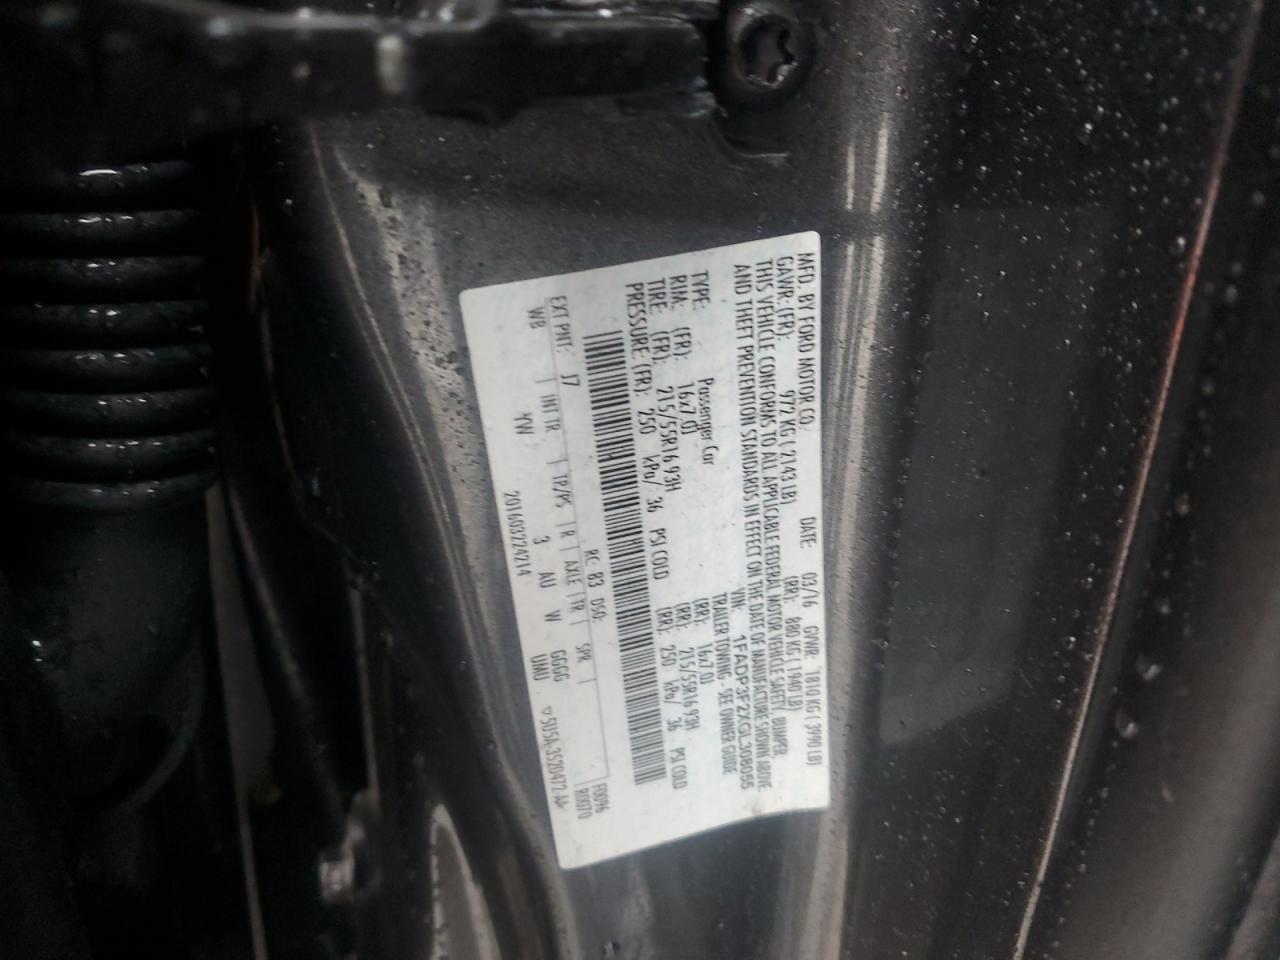 MFD. BY FORD MOTOR CO.
DATE: 03/16 GVWR: 1810 KG ( 3990 LB)
GAWR:(FR): 972 KG ( 2143 LB) (RR): 880 KG ( 1940 LB)
THIS VEHICLE CONFORMS TO ALL APPLICABLE FEDERAL MOTOR VEHICLE SAFETY, BUMPER,
AND THEFT PREVENTION STANDARDS IN EFFECT ON THE DATE OF MANUFACTURE SHOWN ABOVE.
VIN: 1FADP3F2XGL308055
TYPE: Passenger Car TRAILER TOWING - SEE OWNER GUIDE
RIM: (FR): 16x7.0J (RR): 16x7.0J
TIRE: (FR): 215/55R16 93H (RR): 215/55R16 93H
PRESSURE (FR): 250 kPa/ 36 PSI COLD (RR): 250 kPa/ 36 PSI COLD
RC: 83 DSO: F0096
EXT PNT: J7 R0070
WB | INT TR | TP/PS | R | AXLE | TR | SPR |
YW 3 AU W GGGG
201603224214 UNU